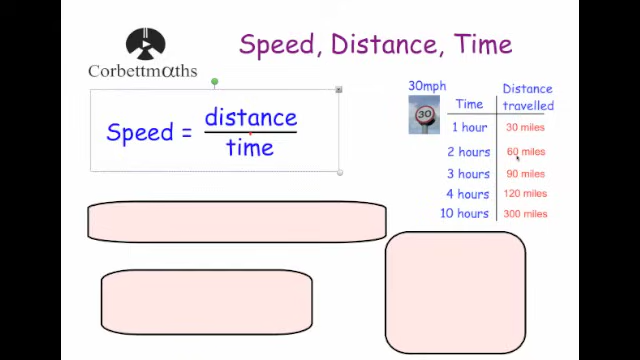 Speed, Distance, Time
Corbettmαths
Speed = distance
time
30mph
30
Time
Distance travelled
1 hour 30 miles
2 hours 60 miles
3 hours 90 miles
4 hours 120 miles
10 hours 300 miles